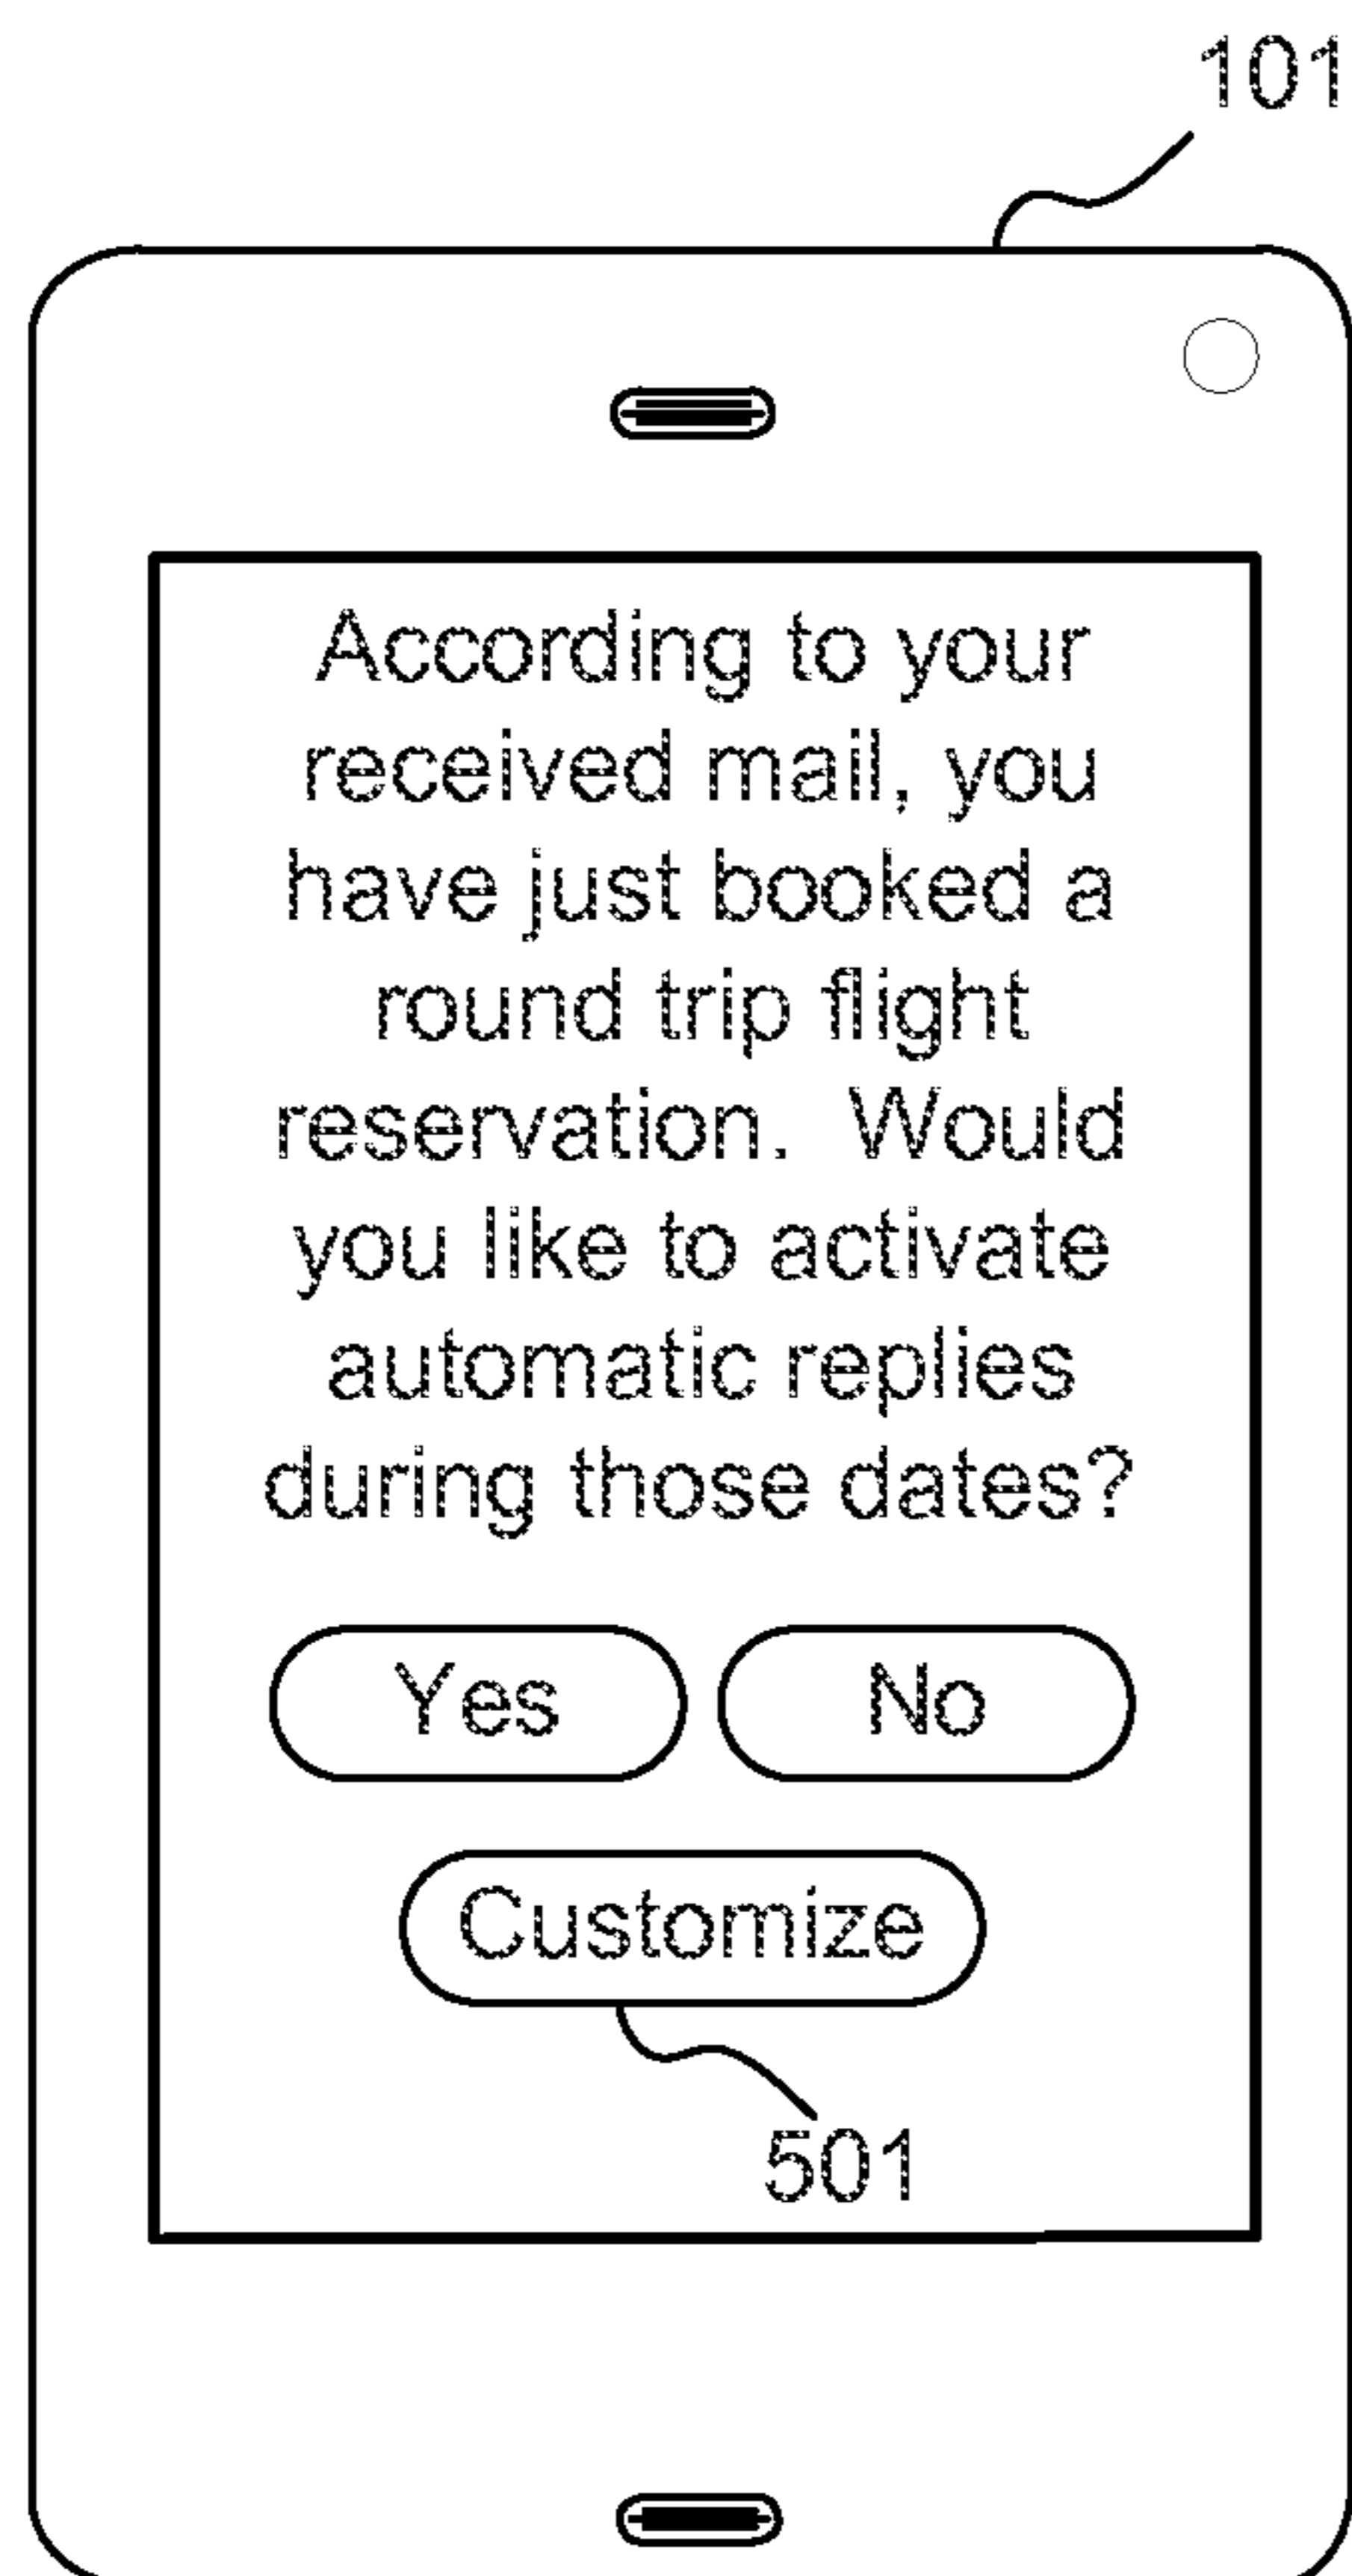 101
According to your
received mail, you
have just booked a
round trip flight
reservation.  Would
you like to activate
automatic replies
during those dates?
Yes No
Customize
501